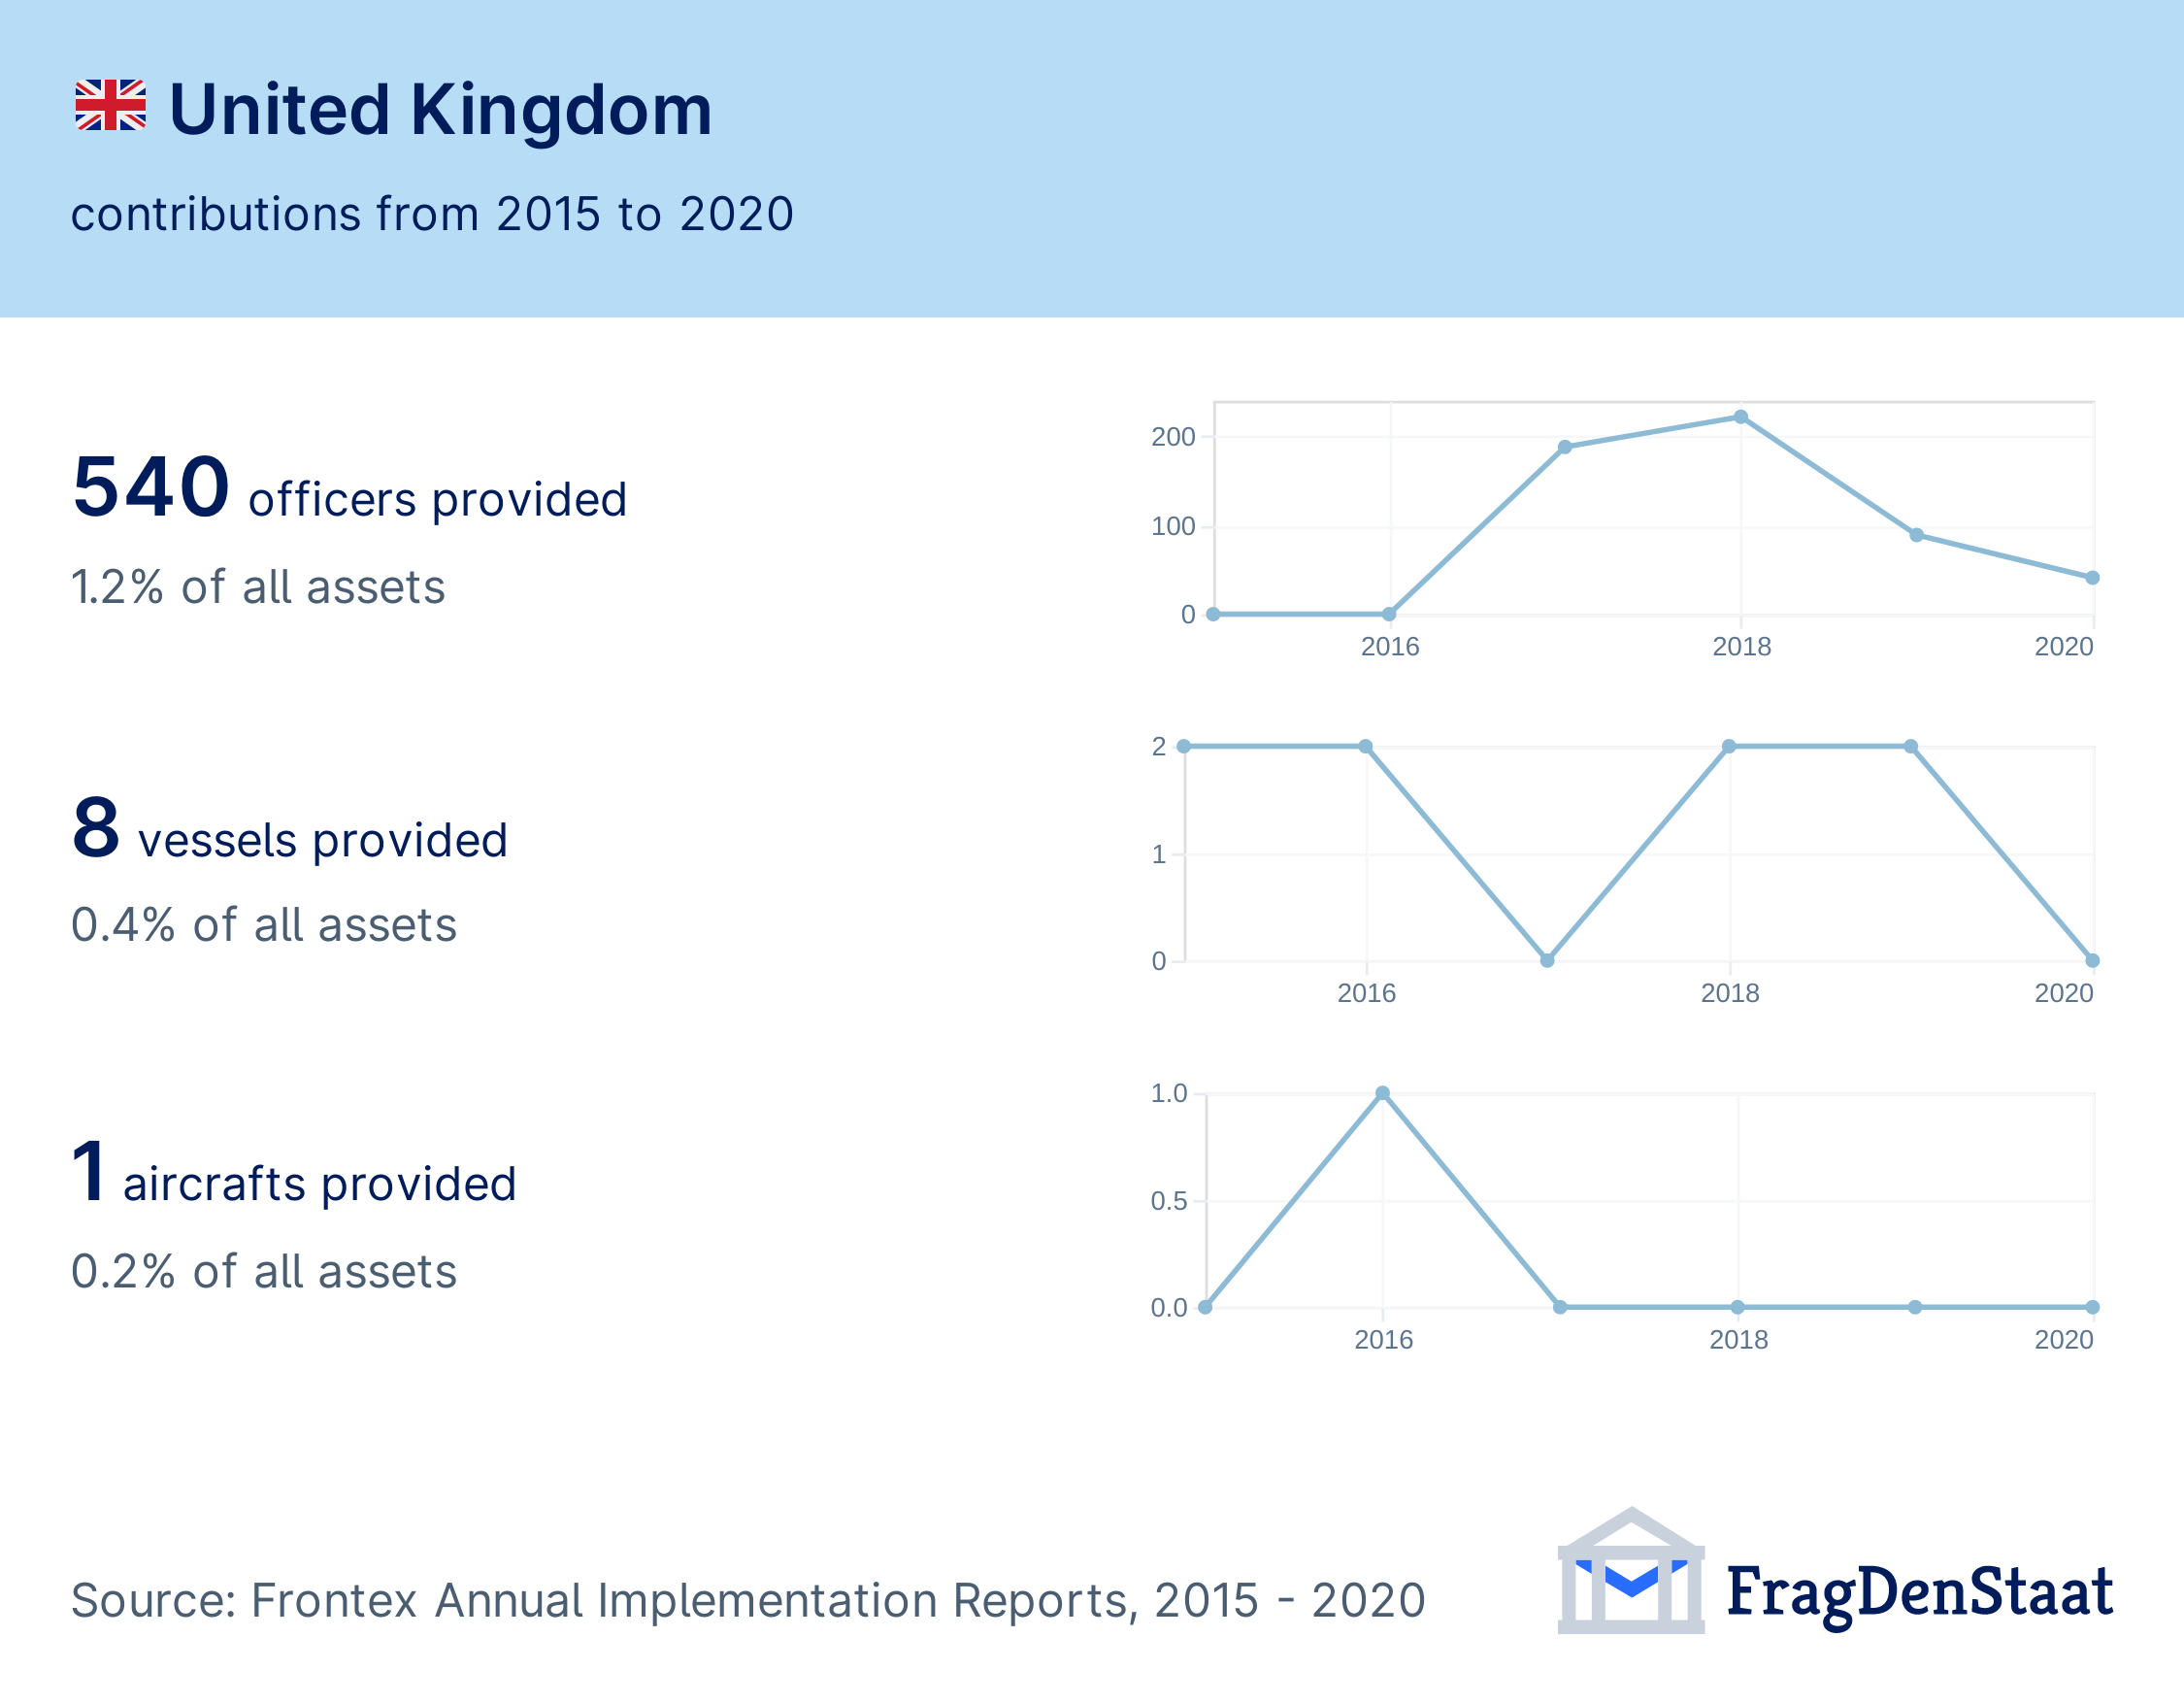 United Kingdom
contributions from 2015 to 2020
540 officers provided
1.2% of all assets
200
100
0
2016 2018 2020
8 vessels provided
0.4% of all assets
2
1
0
2016 2018 2020
1 aircrafts provided
0.2% of all assets
1.0
0.5
0.0
2016 2018 2020
Source: Frontex Annual Implementation Reports, 2015 - 2020
FragDenStaat